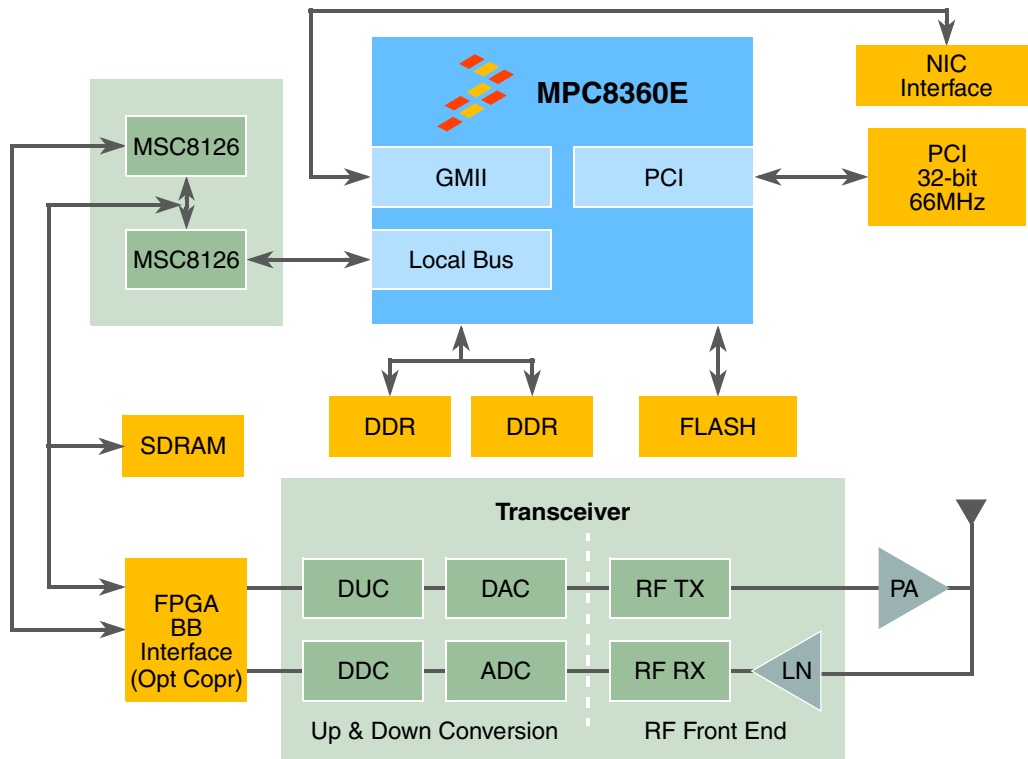 MPC8360E
NIC
Interface
MSC8126
GMII
PCI
PCI
32-bit
66MHz
MSC8126
Local Bus
DDR
DDR
FLASH
SDRAM
Transceiver
FPGA
BB
Interface
(Opt Copr)
DUC
DAC
RF TX
PA
DDC
ADC
RF RX
LN
Up & Down Conversion
RF Front End